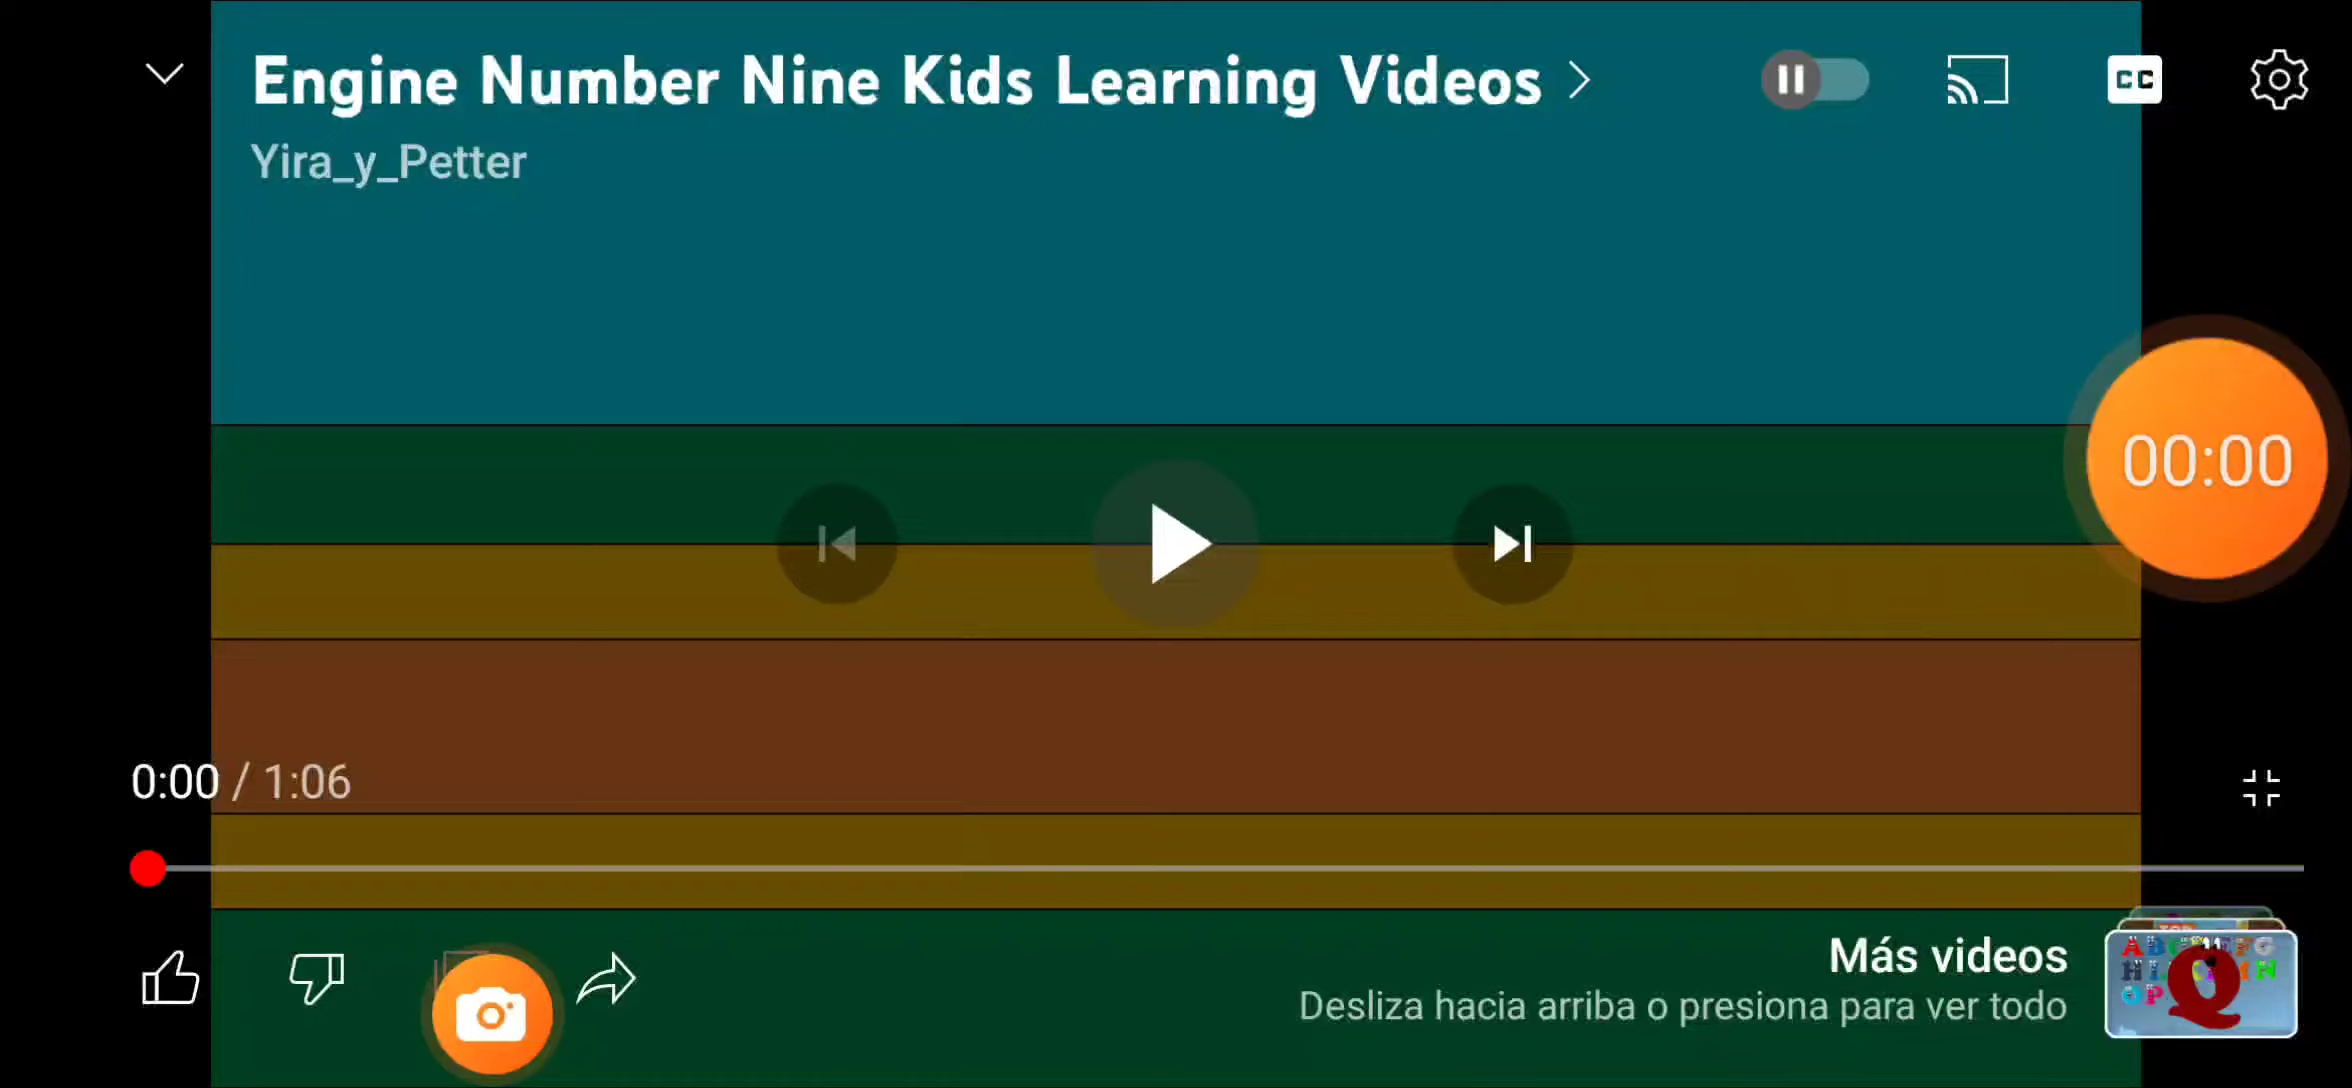 Engine Number Nine Kids Learning Videos
CC
Yira_y_Petter
00:00
0:00 / 1:06
Más videos
Desliza hacia arriba o presiona para ver todo
Q